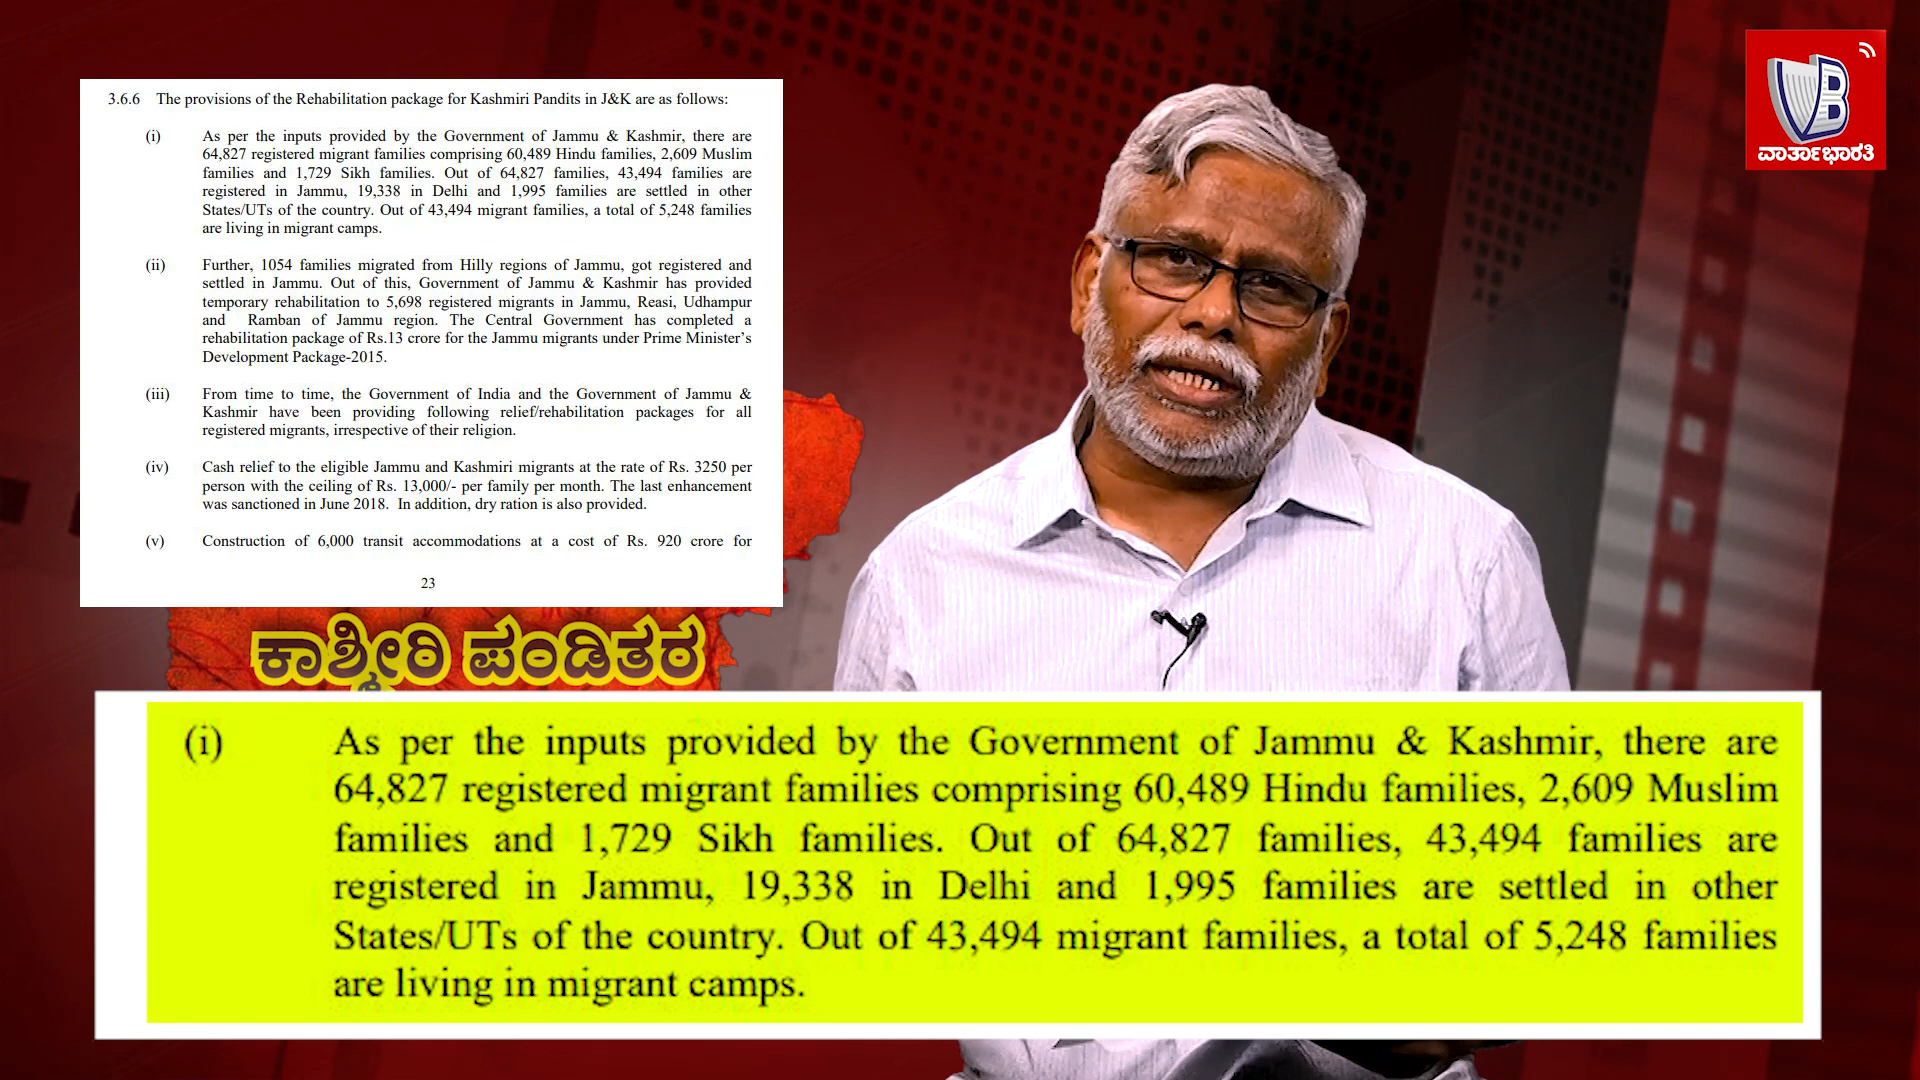 3.6.6 The provisions of the Rehabilitation package for Kashmiri Pandits in J&K are as follows:
(i) As per the inputs provided by the Government of Jammu & Kashmir, there are
64,827 registered migrant families comprising 60,489 Hindu families, 2,609 Muslim
families and 1,729 Sikh families. Out of 64,827 families, 43,494 families are
registered in Jammu, 19,338 in Delhi and 1,995 families are settled in other
States/UTs of the country. Out of 43,494 migrant families, a total of 5,248 families
are living in migrant camps.
(ii) Further, 1054 families migrated from Hilly regions of Jammu, got registered and
settled in Jammu. Out of this, Government of Jammu & Kashmir has provided
temporary rehabilitation to 5,698 registered migrants in Jammu, Reasi, Udhampur
and Ramban of Jammu region. The Central Government has completed a
rehabilitation package of Rs.13 crore for the Jammu migrants under Prime Minister's
Development Package-2015.
(iii) From time to time, the Government of India and the Government of Jammu &
Kashmir have been providing following relief/rehabilitation packages for all
registered migrants, irrespective of their religion.
(iv) Cash relief to the eligible Jammu and Kashmiri migrants at the rate of Rs. 3250 per
person with the ceiling of Rs. 13,000/- per family per month. The last enhancement
was sanctioned in June 2018. In addition, dry ration is also provided.
(v) Construction of 6,000 transit accommodations at a cost of Rs. 920 crore for
23
B
ವಾರ್ತಾಭಾರತಿ
ಕಾಶ್ಮೀರಿ ಪಂಡಿತರ
(i) As per the inputs provided by the Government of Jammu & Kashmir, there are
64,827 registered migrant families comprising 60,489 Hindu families, 2,609 Muslim
families and 1,729 Sikh families. Out of 64,827 families, 43,494 families are
registered in Jammu, 19,338 in Delhi and 1,995 families are settled in other
States/UTs of the country. Out of 43,494 migrant families, a total of 5,248 families
are living in migrant camps.